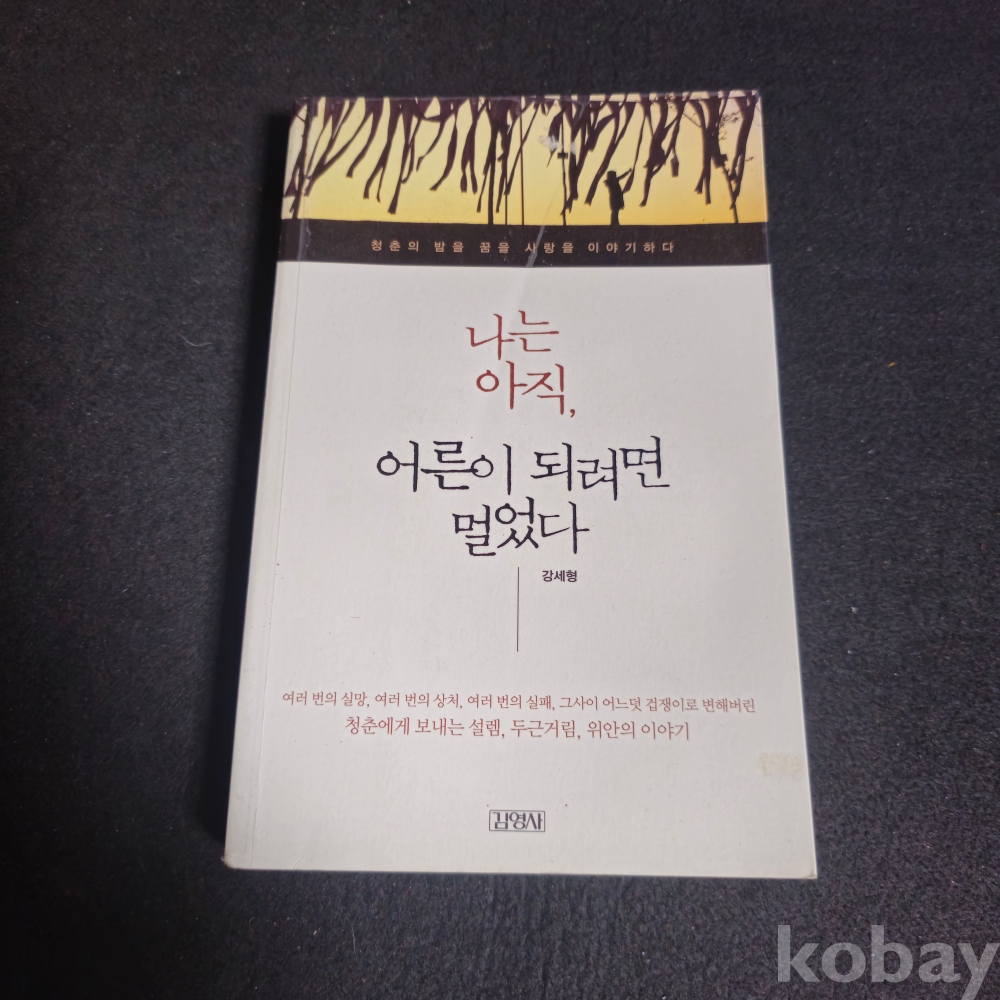 청춘의 밤을 꿈을 사랑을 이야기하다
나는
아직,
어른이 되려면
멀었다
강세형
여러 번의 실망, 여러 번의 상처, 여러 번의 실패, 그사이 어느덧 겁쟁이로 변해버린
청춘에게 보내는 설렘, 두근거림, 위안의 이야기
김영사
kobay